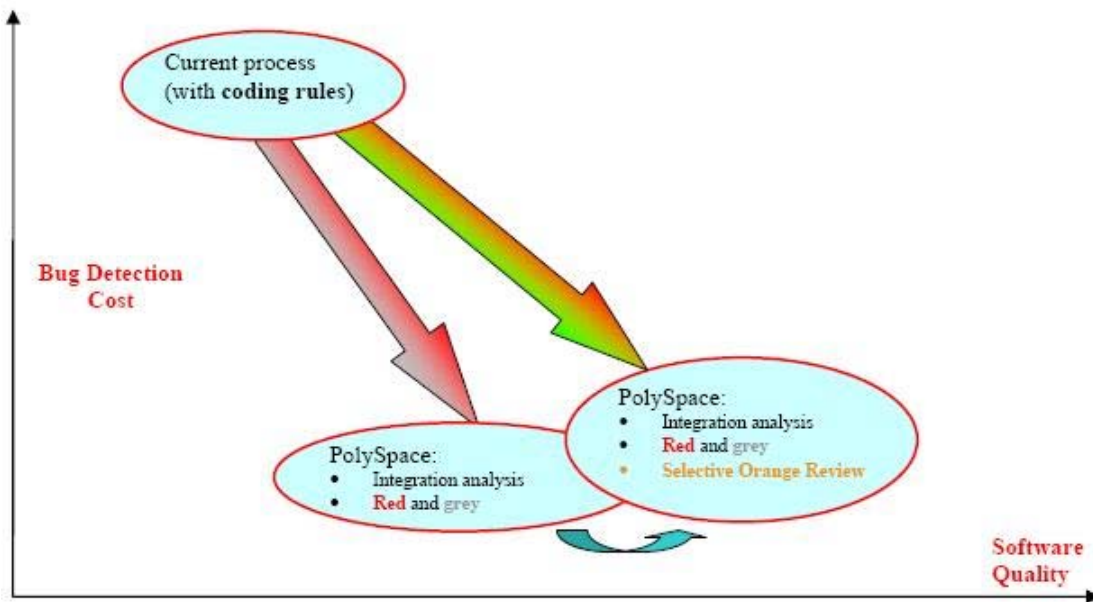 Current process
(with coding rules)
Bug Detection
Cost
PolySpace:
• Integration analysis
• Red and grey
• Selective Orange Review
PolySpace:
• Integration analysis
• Red and grey
Software
Quality